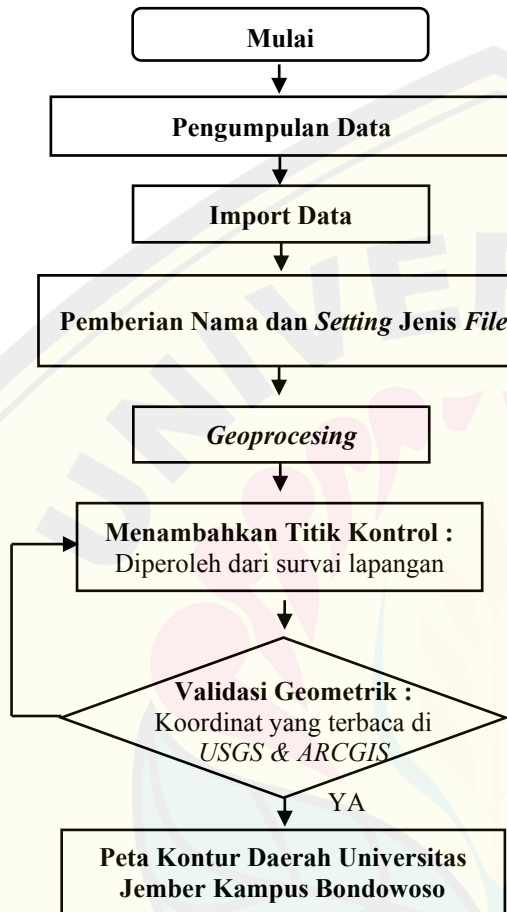 Mulai
Pengumpulan Data
Import Data
Pemberian Nama dan Setting Jenis File
Geoprocesing
Menambahkan Titik Kontrol :
Diperoleh dari survai lapangan
Validasi Geometrik :
Koordinat yang terbaca di
USGS & ARCGIS
YA
Peta Kontur Daerah Universitas
Jember Kampus Bondowoso